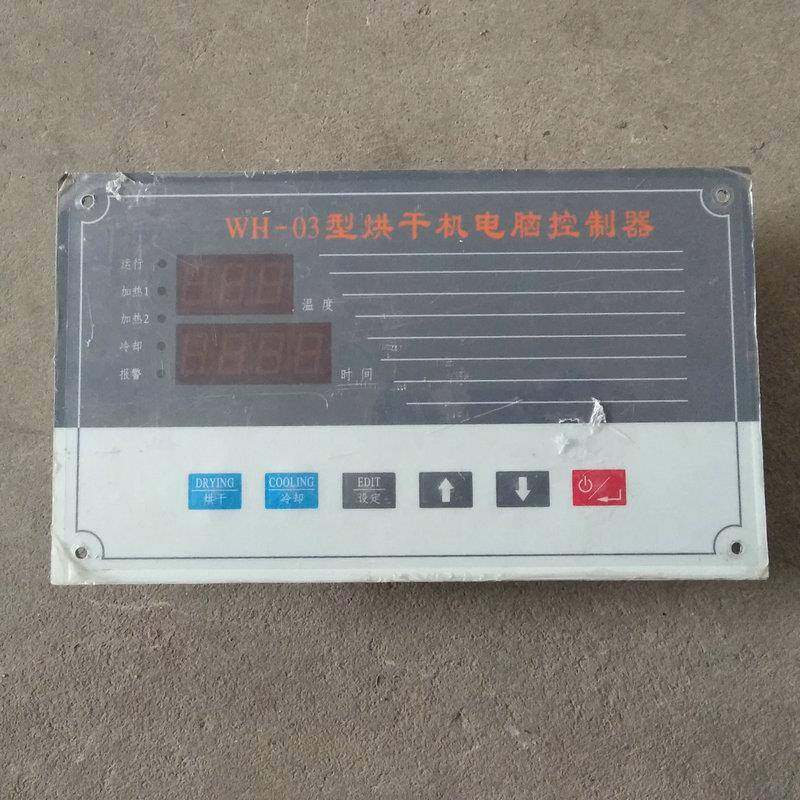 WH-03型烘干机电脑控制器
运行
加热1
温度
加热2
冷却
报警
时间
DRYING
烘干
COOLING
冷却
EDIT
设定